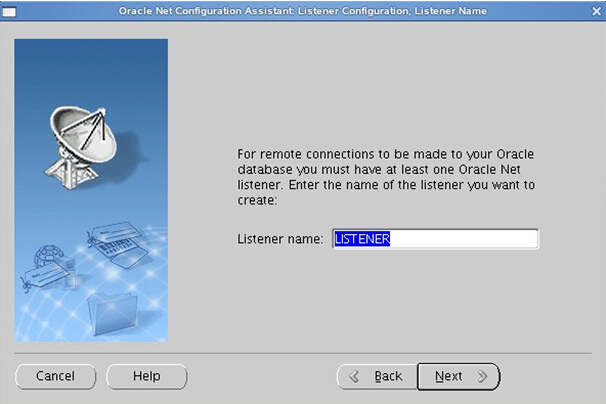 Oracle Net Configuration Assistant: Listener Configuration, Listener Name
For remote connections to be made to your Oracle
database you must have at least one Oracle Net
listener. Enter the name of the listener you want to
create:
Listener name: LISTENER
Cancel Help Back Next